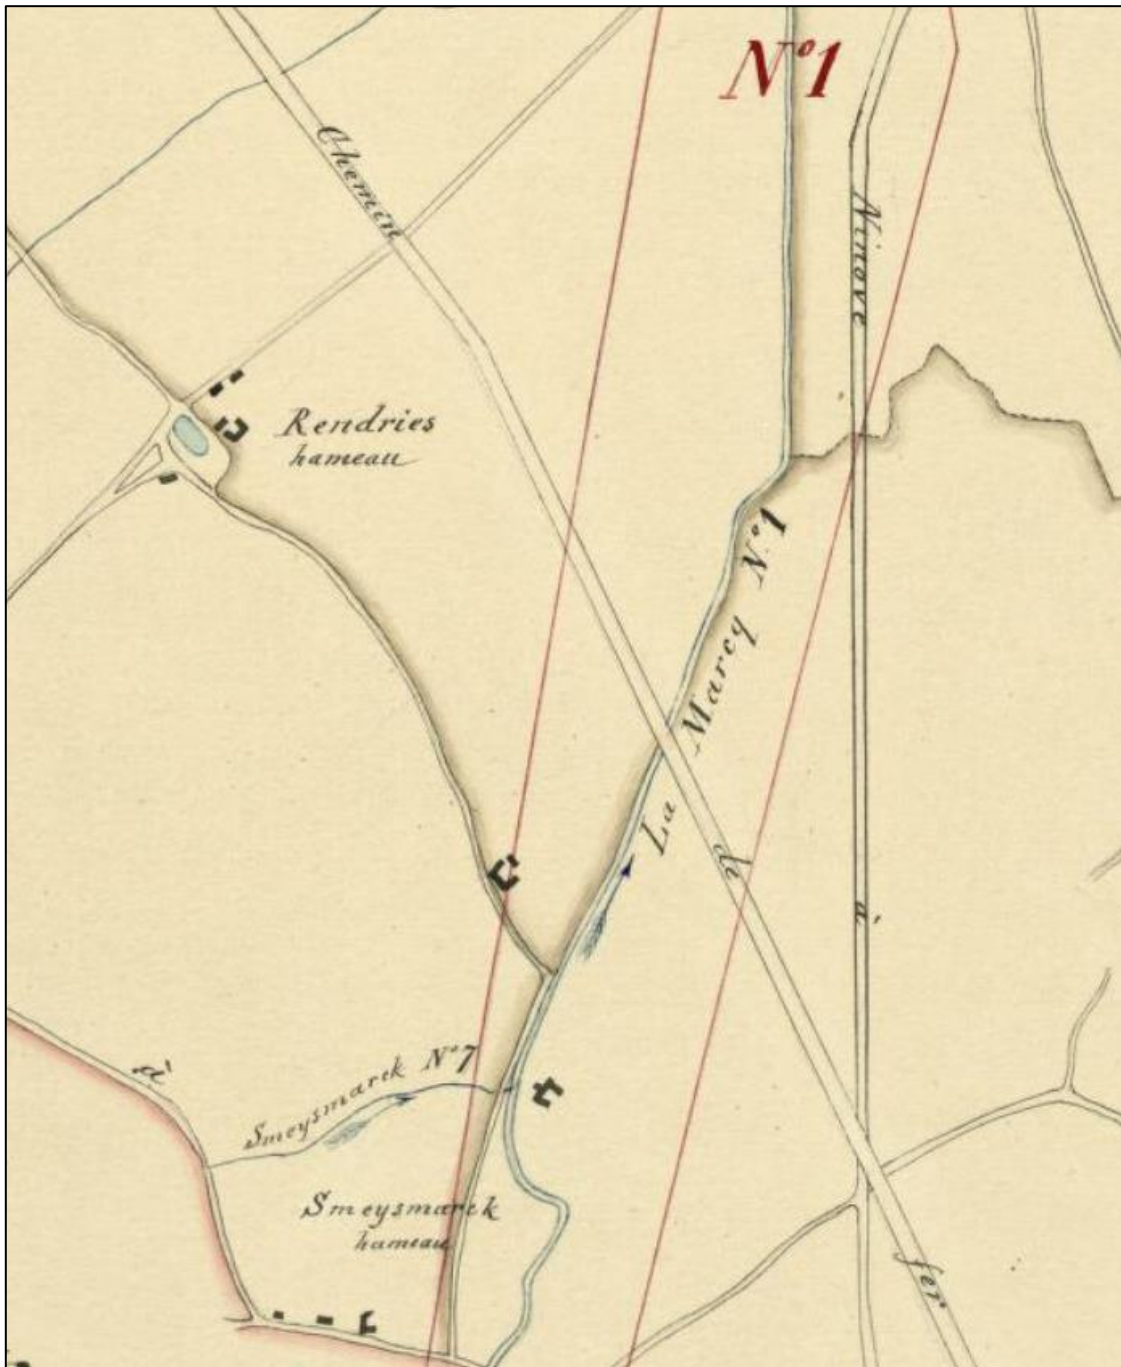 N.º 1
Chemin de fer
Ninove à
Rendries
hameau
La Marcq N.º 1
à
Smeysmarck N.º 7
Smeysmarck
hameau